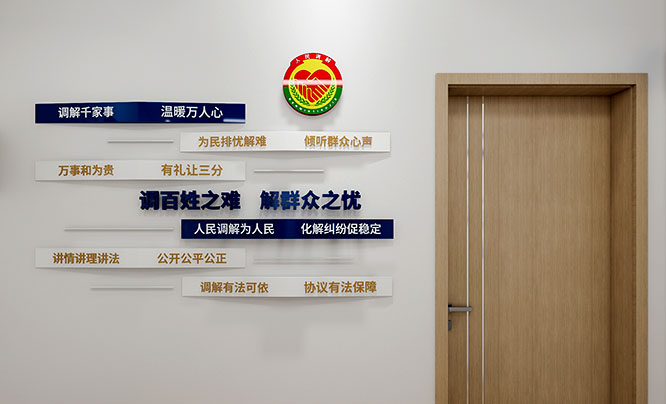 人民调解
调解千家事 温暖万人心
为民排忧解难 倾听群众心声
万事和为贵 有礼让三分
调百姓之难 解群众之忧
人民调解为人民 化解纠纷促稳定
讲情讲理讲法 公开公平公正
调解有法可依 协议有法保障